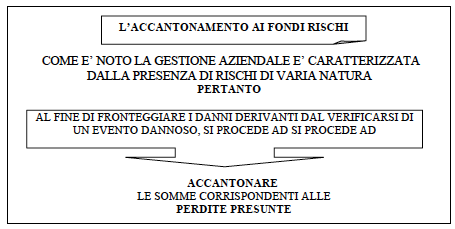 L’ACCANTONAMENTO AI FONDI RISCHI
COME E’ NOTO LA GESTIONE AZIENDALE E’ CARATTERIZZATA
DALLA PRESENZA DI RISCHI DI VARIA NATURA
PERTANTO
AL FINE DI FRONTEGGIARE I DANNI DERIVANTI DAL VERIFICARSI DI
UN EVENTO DANNOSO, SI PROCEDE AD SI PROCEDE AD
ACCANTONARE
LE SOMME CORRISPONDENTI ALLE
PERDITE PRESUNTE